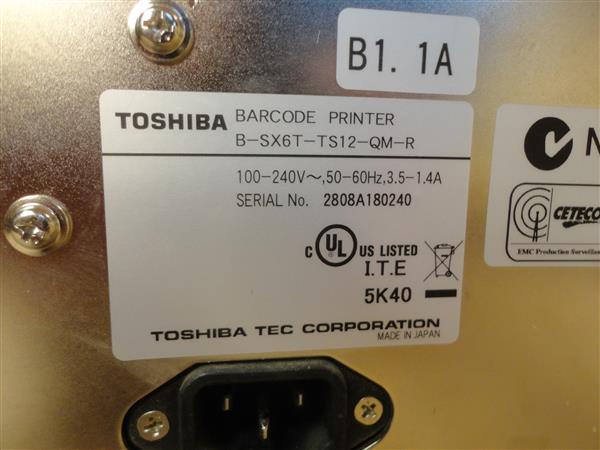 B1. 1A
TOSHIBA BARCODE PRINTER
B-SX6T-TS12-QM-R
100-240V~,50-60Hz,3.5-1.4A
SERIAL No. 2808A180240
C UL US LISTED
I.T.E
5K40
TOSHIBA TEC CORPORATION
MADE IN JAPAN
N
CETECO
EMC Production